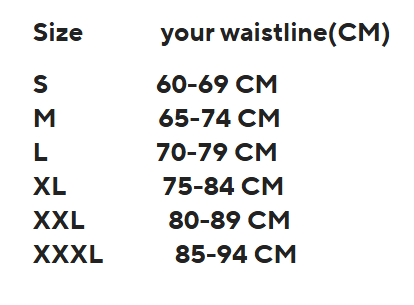 Size your waistline(CM)
S 60-69 CM
M 65-74 CM
L 70-79 CM
XL 75-84 CM
XXL 80-89 CM
XXXL 85-94 CM